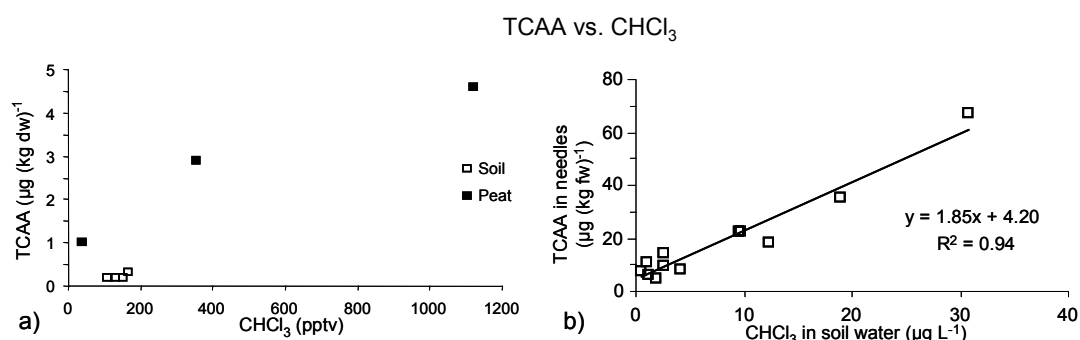 TCAA vs. CHCl₃
TCAA (µg (kg dw)⁻¹
5
4
3
2
1
0
0
200
400
600
800
1000
1200
CHCl₃ (pptv)
Soil
Peat
a)
TCAA in needles
(µg (kg fw)⁻¹)
80
60
40
20
0
0
10
20
30
40
y = 1.85x + 4.20
R² = 0.94
CHCl₃ in soil water (µg L⁻¹)
b)